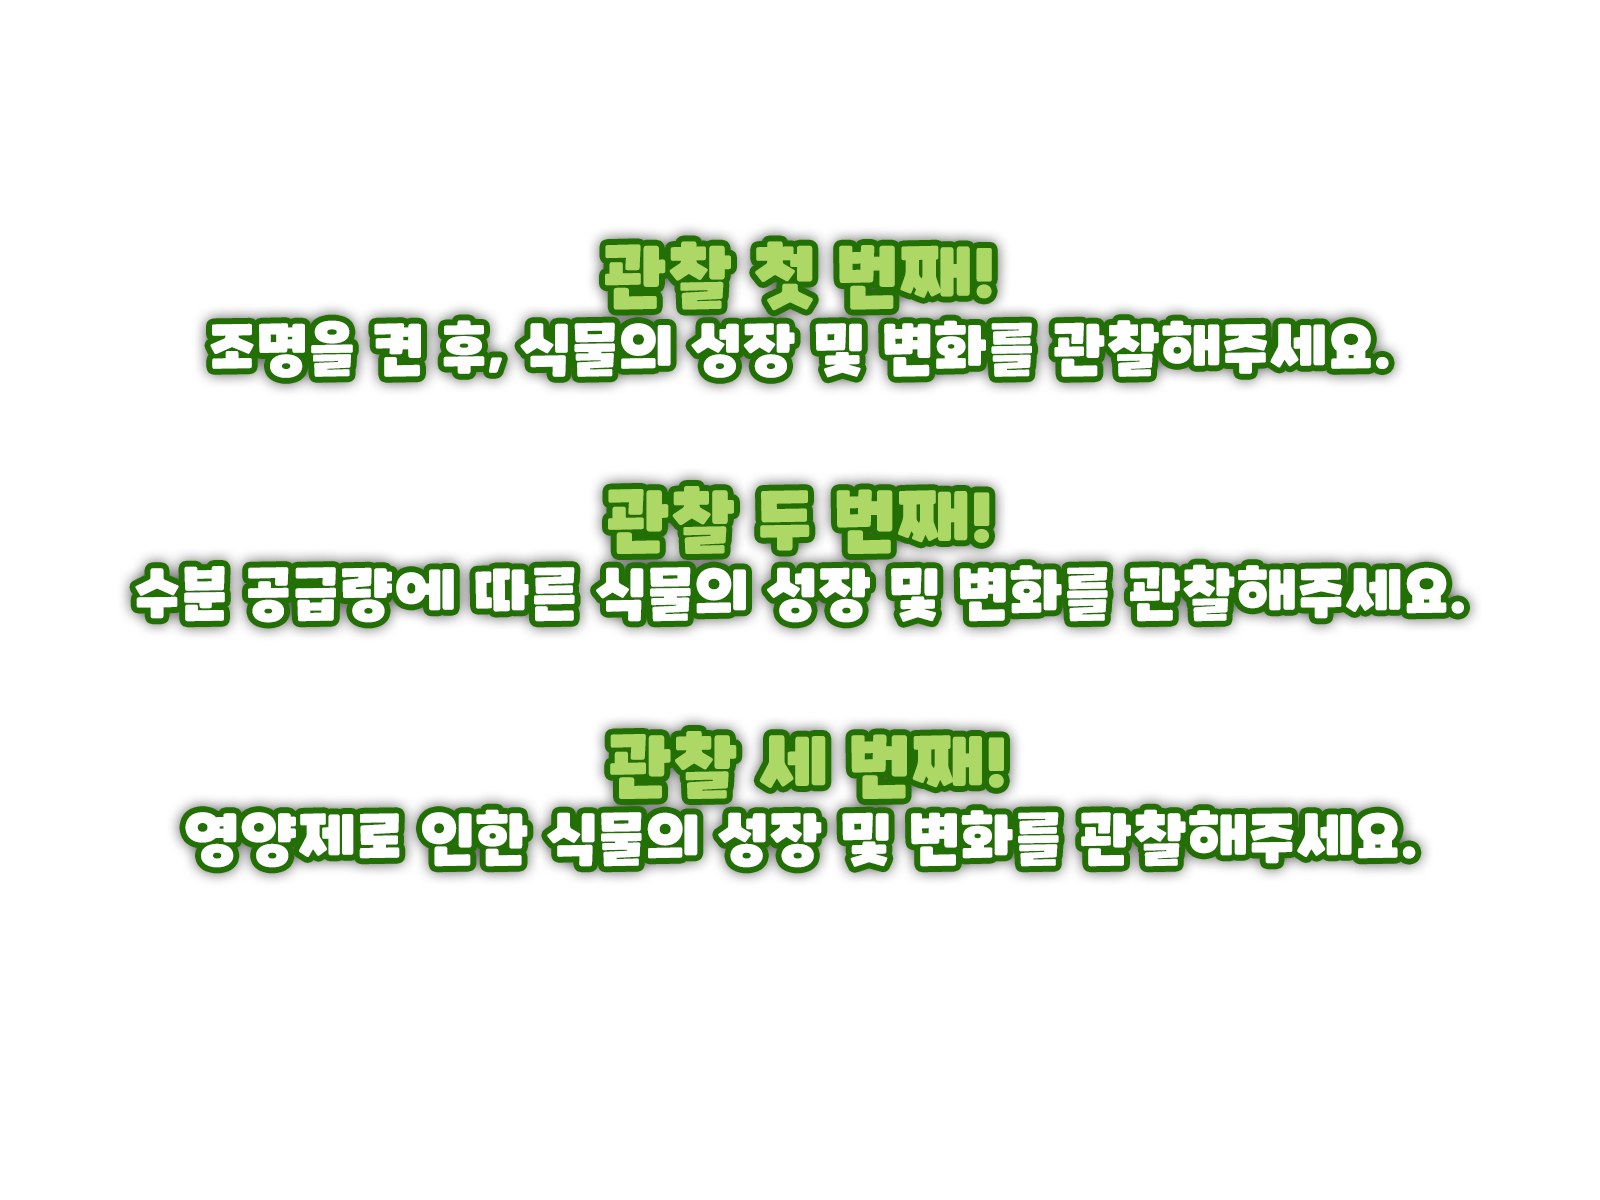 관찰 첫 번째!
조명을 켠 후, 식물의 성장 및 변화를 관찰해주세요.
관찰 두 번째!
수분 공급량에 따른 식물의 성장 및 변화를 관찰해주세요.
관찰 세 번째!
영양제로 인한 식물의 성장 및 변화를 관찰해주세요.